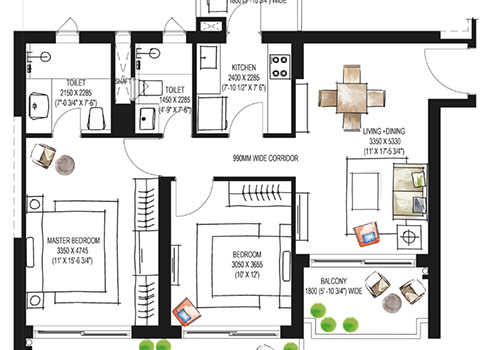 1800 (5' -10 3/4") WIDE
TOILET
2150 X 2285
(7'-0 3/4" X 7'-6")
SHAFT
TOILET
1450 X 2285
(4'-9" X 7'-6")
KITCHEN
2400 X 2285
(7'-10 1/2" X 7'-6")
LIVING +DINING
3350 X 5330
(11' X 17'-5 3/4")
990MM WIDE CORRIDOR
MASTER BEDROOM
3350 X 4745
(11' X 15'-6 3/4")
BEDROOM
3050 X 3655
(10' X 12')
BALCONY
1800 (5' -10 3/4") WIDE